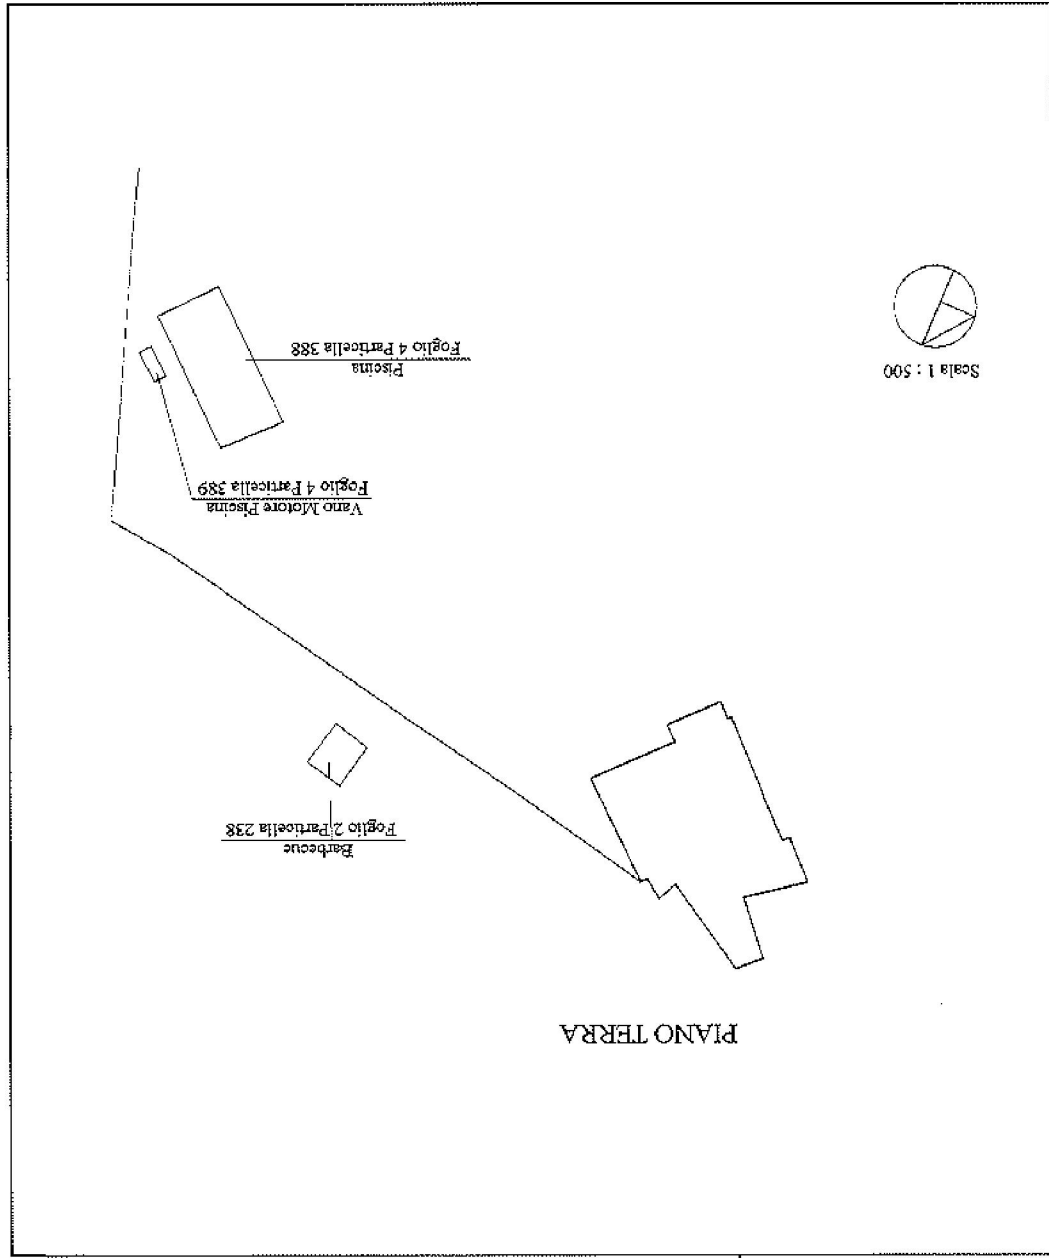 PIANO TERRA
Barbecue
Foglio 2 Particella 238
Vano Motore Piscina
Foglio 4 Particella 389
Scala 1 : 500
Piscina
Foglio 4 Particella 388